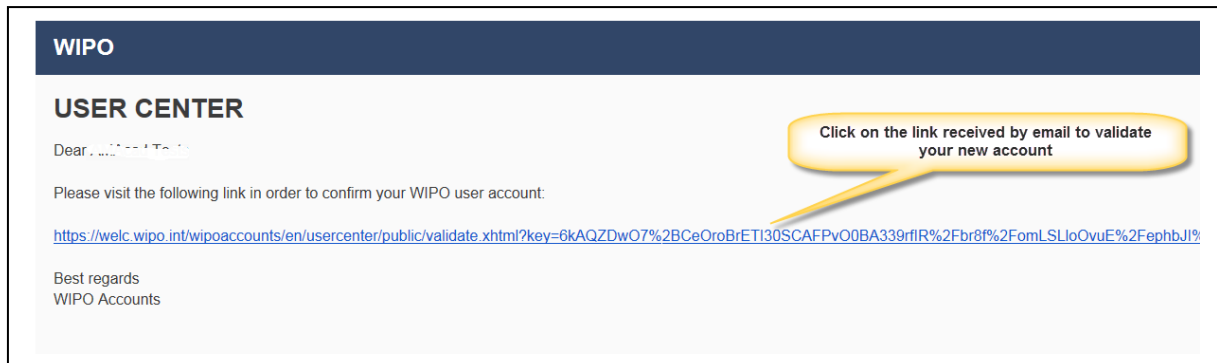 WIPO
USER CENTER
Click on the link received by email to validate
your new account
Dear
Please visit the following link in order to confirm your WIPO user account:
https://welc.wipo.int/wipoaccounts/en/usercenter/public/validate.xhtml?key=6kAQZDwO7%2BCeOroBrETI30SCAFPvO0BA339rfIR%2Fbr8f%2FomLSLloOvuE%2FephbJI%
Best regards
WIPO Accounts